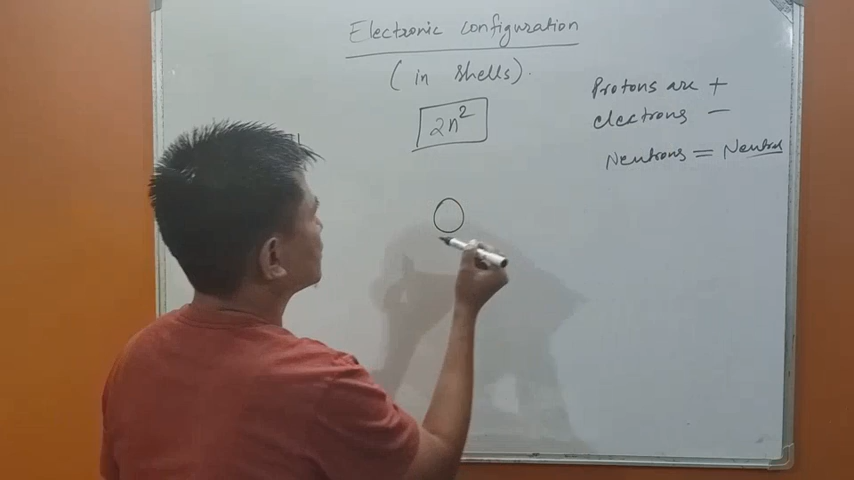 Electronic configuration
(in shells).
2n²
Protons are +
electrons −
Neutrons = Neutral